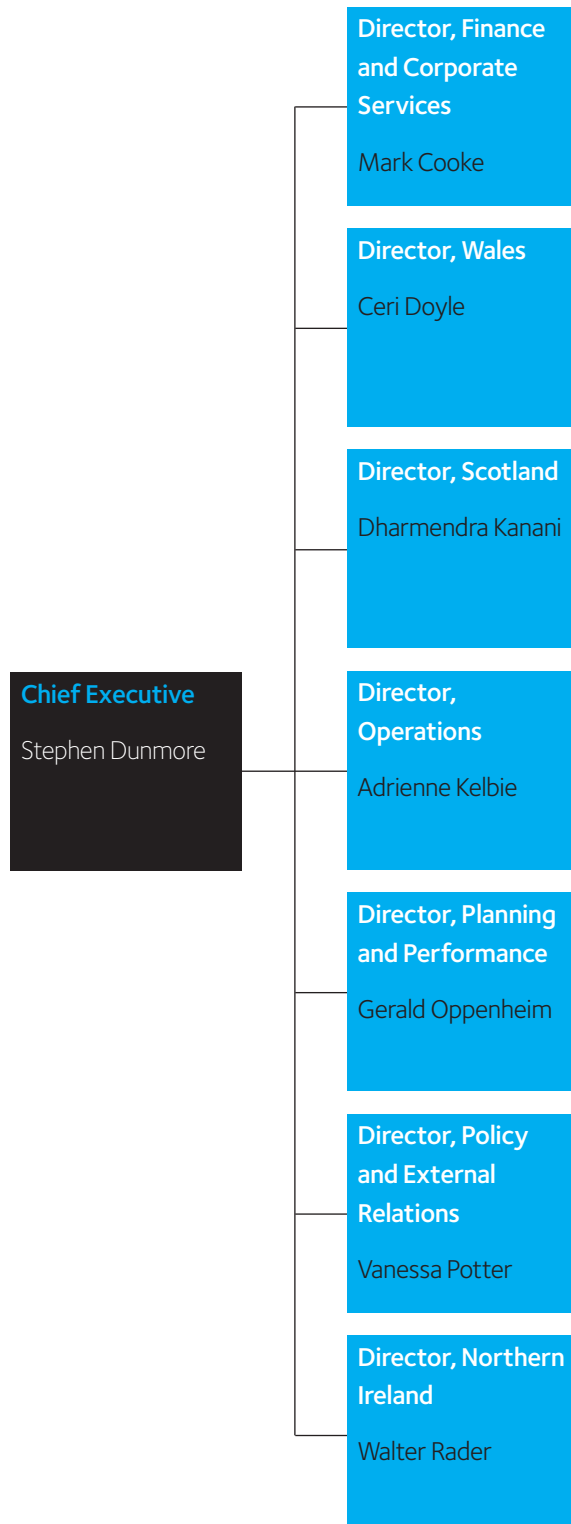 Director, Finance
and Corporate
Services
Mark Cooke
Director, Wales
Ceri Doyle
Director, Scotland
Dharmendra Kanani
Chief Executive
Stephen Dunmore
Director,
Operations
Adrienne Kelbie
Director, Planning
and Performance
Gerald Oppenheim
Director, Policy
and External
Relations
Vanessa Potter
Director, Northern
Ireland
Walter Rader